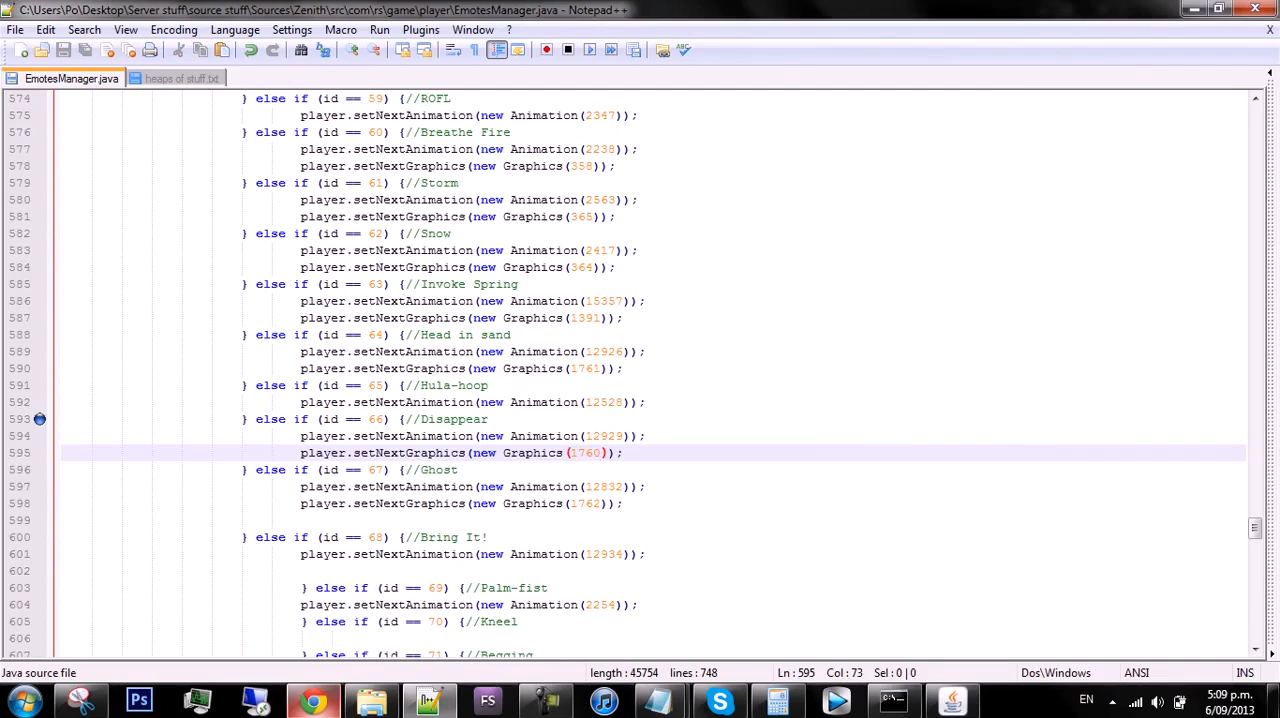 C:\Users\Po\Desktop\Server stuff\source stuff\Sources\Zenith\src\com\rs\game\player\EmotesManager.java - Notepad++
File Edit Search View Encoding Language Settings Macro Run Plugins Window ? X
EmotesManager.java heaps of stuff.txt
574 } else if (id == 59) {//ROFL
575 player.setNextAnimation(new Animation(2347));
576 } else if (id == 60) {//Breathe Fire
577 player.setNextAnimation(new Animation(2238));
578 player.setNextGraphics(new Graphics(358));
579 } else if (id == 61) {//Storm
580 player.setNextAnimation(new Animation(2563));
581 player.setNextGraphics(new Graphics(365));
582 } else if (id == 62) {//Snow
583 player.setNextAnimation(new Animation(2417));
584 player.setNextGraphics(new Graphics(364));
585 } else if (id == 63) {//Invoke Spring
586 player.setNextAnimation(new Animation(15357));
587 player.setNextGraphics(new Graphics(1391));
588 } else if (id == 64) {//Head in sand
589 player.setNextAnimation(new Animation(12926));
590 player.setNextGraphics(new Graphics(1761));
591 } else if (id == 65) {//Hula-hoop
592 player.setNextAnimation(new Animation(12528));
593 } else if (id == 66) {//Disappear
594 player.setNextAnimation(new Animation(12929));
595 player.setNextGraphics(new Graphics(1760));
596 } else if (id == 67) {//Ghost
597 player.setNextAnimation(new Animation(12832));
598 player.setNextGraphics(new Graphics(1762));
599
600 } else if (id == 68) {//Bring It!
601 player.setNextAnimation(new Animation(12934));
602
603 } else if (id == 69) {//Palm-fist
604 player.setNextAnimation(new Animation(2254));
605 } else if (id == 70) {//Kneel
606
} else if (id == 71) {//Begging
Java source file length : 45754 lines : 748 Ln : 595 Col : 73 Sel : 0 | 0 Dos\Windows ANSI INS
Ps FS EN 5:09 p.m.
6/09/2013